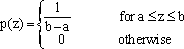 p(z) = { 1/(b−a) for a ≤ z ≤ b
0 otherwise